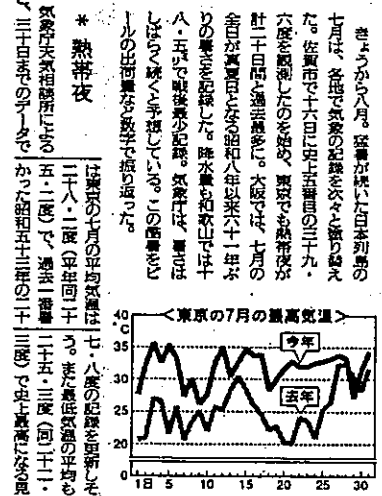 きょうから八月。猛暑が続いた日本列島の
七月は、各地で気象の記録を次々と塗り替え
た。佐賀市で十六日に史上五番目の三十九・
六度を観測したのを始め、東京でも熱帯夜が
計二十日間と過去最多に。大阪では、七月の
全日が真夏日となる昭和八年以来六十一年ぶ
りの暑さを記録した。降水量も和歌山では十
八・五㍉で戦後最少記録。気象庁は、暑さは
しばらく続くと予想している。この酷暑をビ
ールの出荷量など数字で振り返った。
*熱帯夜
気象庁天気相談所による
、三十日までのデータで
は東京の七月の平均気温は
二十八・二度(平年同二十
五・二度)で、過去一番暑
かった昭和五十三年の二十
七・八度の記録を更新しそ
う。また最低気温の平均も
二十五・三度(同二十二・
三度)で史上最高になる見
<東京の7月の最高気温>
40
℃
35
30
25
20
0
今年
去年
1日 5 10 15 20 25 31